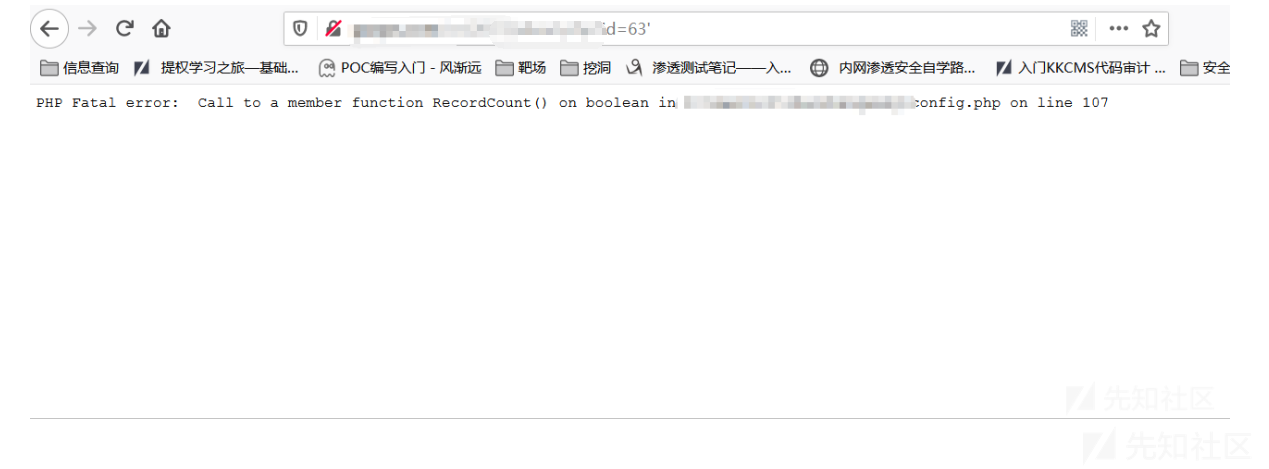 id=63'
信息查询 提权学习之旅—基础... POC编写入门 - 风渐远 靶场 挖洞 渗透测试笔记——入... 内网渗透安全自学路... 入门KKCMS代码审计 ... 安全
PHP Fatal error: Call to a member function RecordCount() on boolean in config.php on line 107
先知社区
先知社区